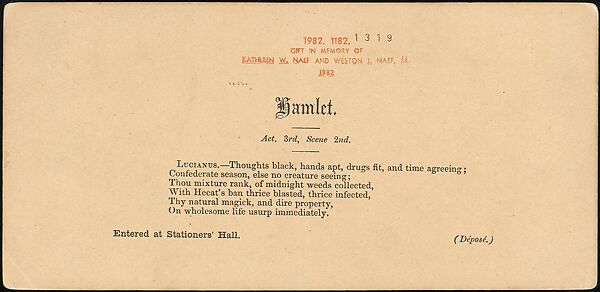 1982. 1182. 1319
GIFT IN MEMORY OF
KATHLEEN W. NAEF AND WESTON J. NAEF, SR.
1982
Hamlet.
Act. 3rd, Scene 2nd.
LUCIANUS.—Thoughts black, hands apt, drugs fit, and time agreeing;
Confederate season, else no creature seeing;
Thou mixture rank, of midnight weeds collected,
With Hecat's ban thrice blasted, thrice infected,
Thy natural magick, and dire property,
On wholesome life usurp immediately.
Entered at Stationers' Hall. (Déposé.)